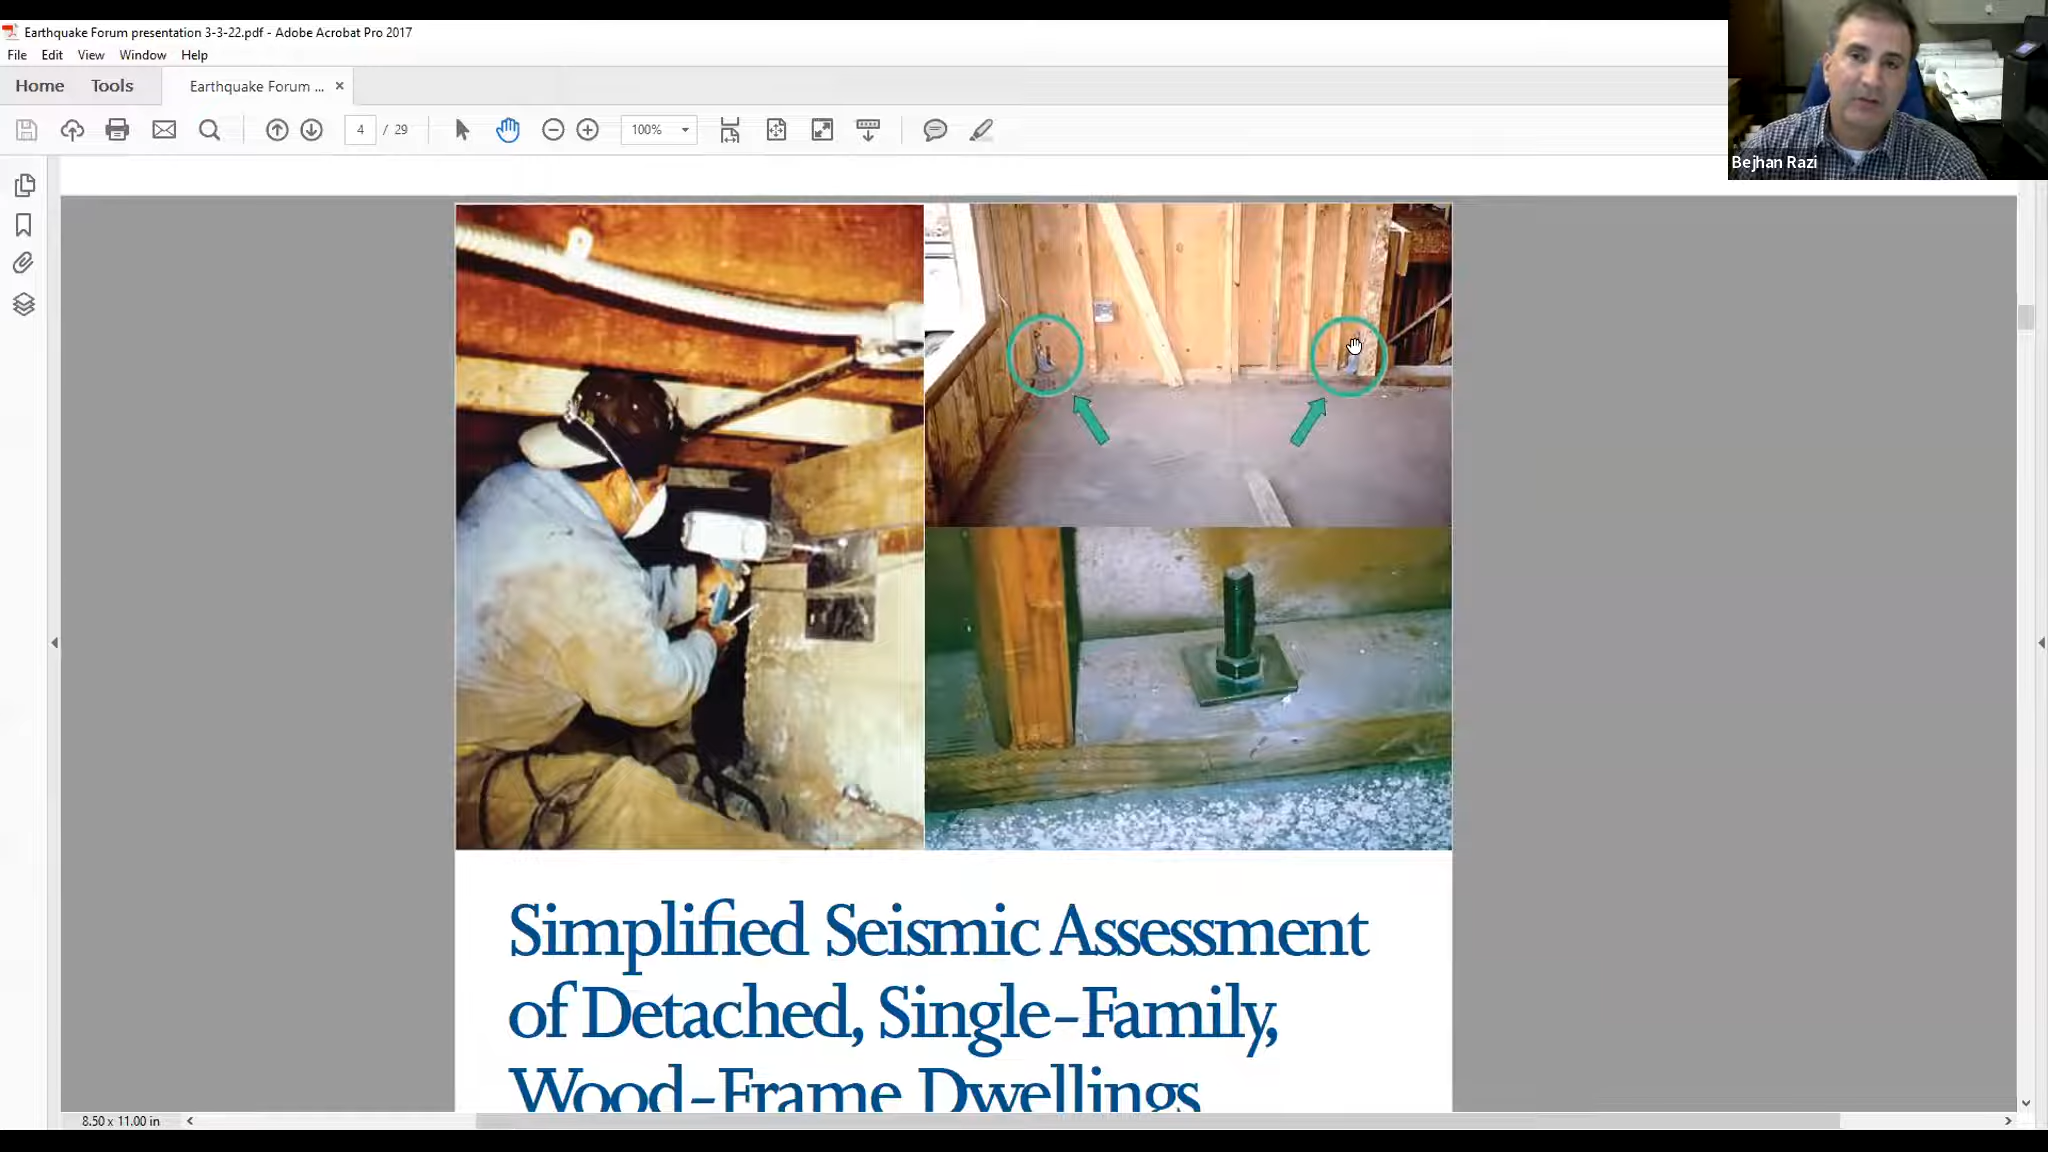 Earthquake Forum presentation 3-3-22.pdf - Adobe Acrobat Pro 2017
File Edit View Window Help
Home Tools Earthquake Forum ... ×
4 / 29 100%
Bejhan Razi
Simplified Seismic Assessment
of Detached, Single-Family,
Wood-Frame Dwellings
8.50 x 11.00 in